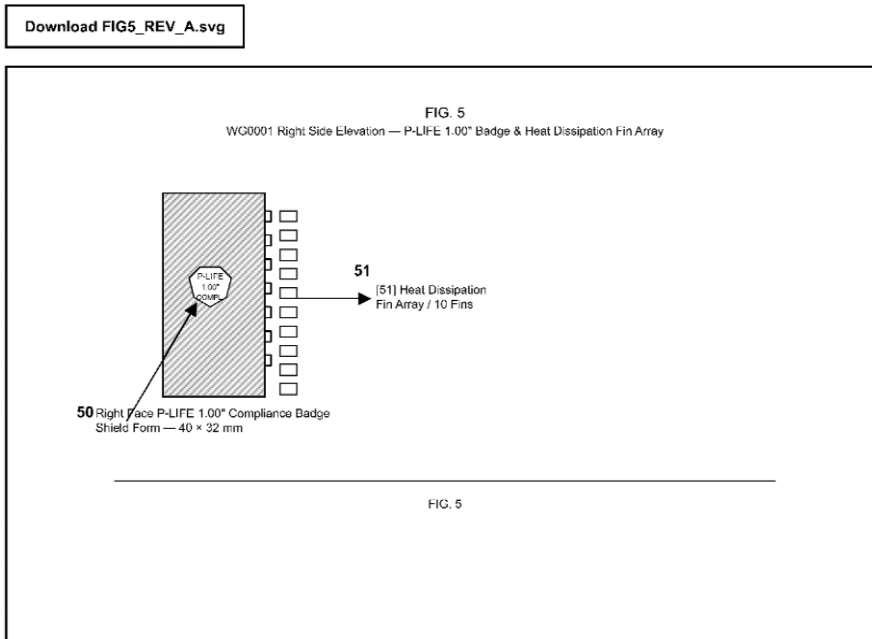 Download FIG5_REV_A.svg
FIG. 5
WG0001 Right Side Elevation — P-LIFE 1.00" Badge & Heat Dissipation Fin Array
P-LIFE
1.00"
COMPL
51
[51] Heat Dissipation
Fin Array / 10 Fins
50 Right Face P-LIFE 1.00" Compliance Badge
Shield Form — 40 × 32 mm
FIG. 5